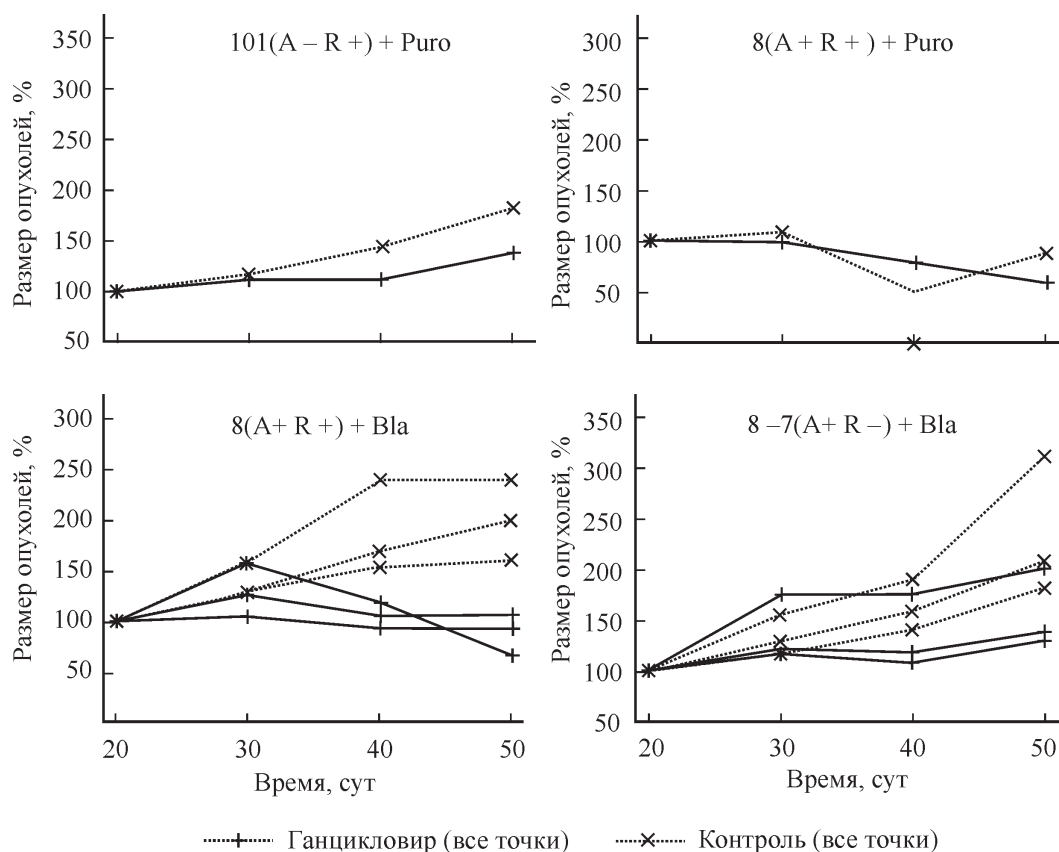 101(A – R +) + Puro
Размер опухолей, %
350
300
250
200
150
100
50
8(A + R + ) + Puro
Размер опухолей, %
300
250
200
150
100
50
8(A+ R +) + Bla
Размер опухолей, %
300
250
200
150
100
50
20 30 40 50
Время, сут
8 –7(A+ R –) + Bla
Размер опухолей, %
350
300
250
200
150
100
50
20 30 40 50
Время, сут
Ганцикловир (все точки) Контроль (все точки)